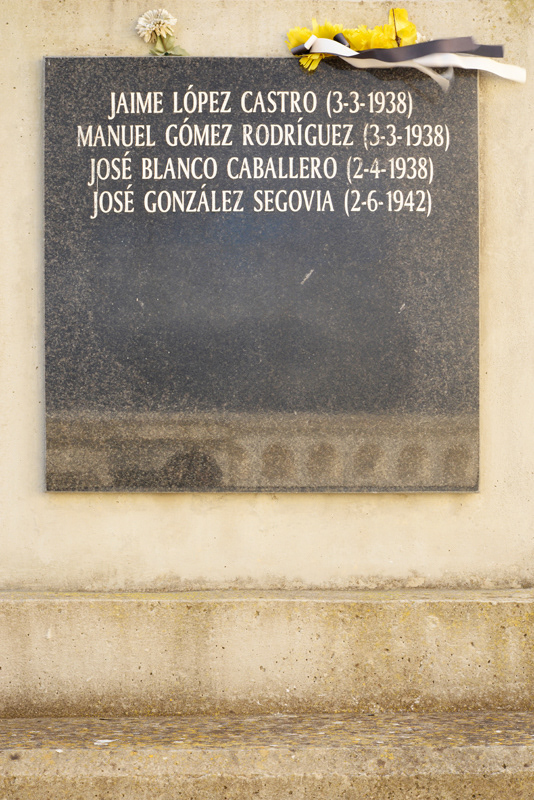 JAIME LÓPEZ CASTRO (3-3-1938)
MANUEL GÓMEZ RODRÍGUEZ (3-3-1938)
JOSÉ BLANCO CABALLERO (2-4-1938)
JOSÉ GONZÁLEZ SEGOVIA (2-6-1942)